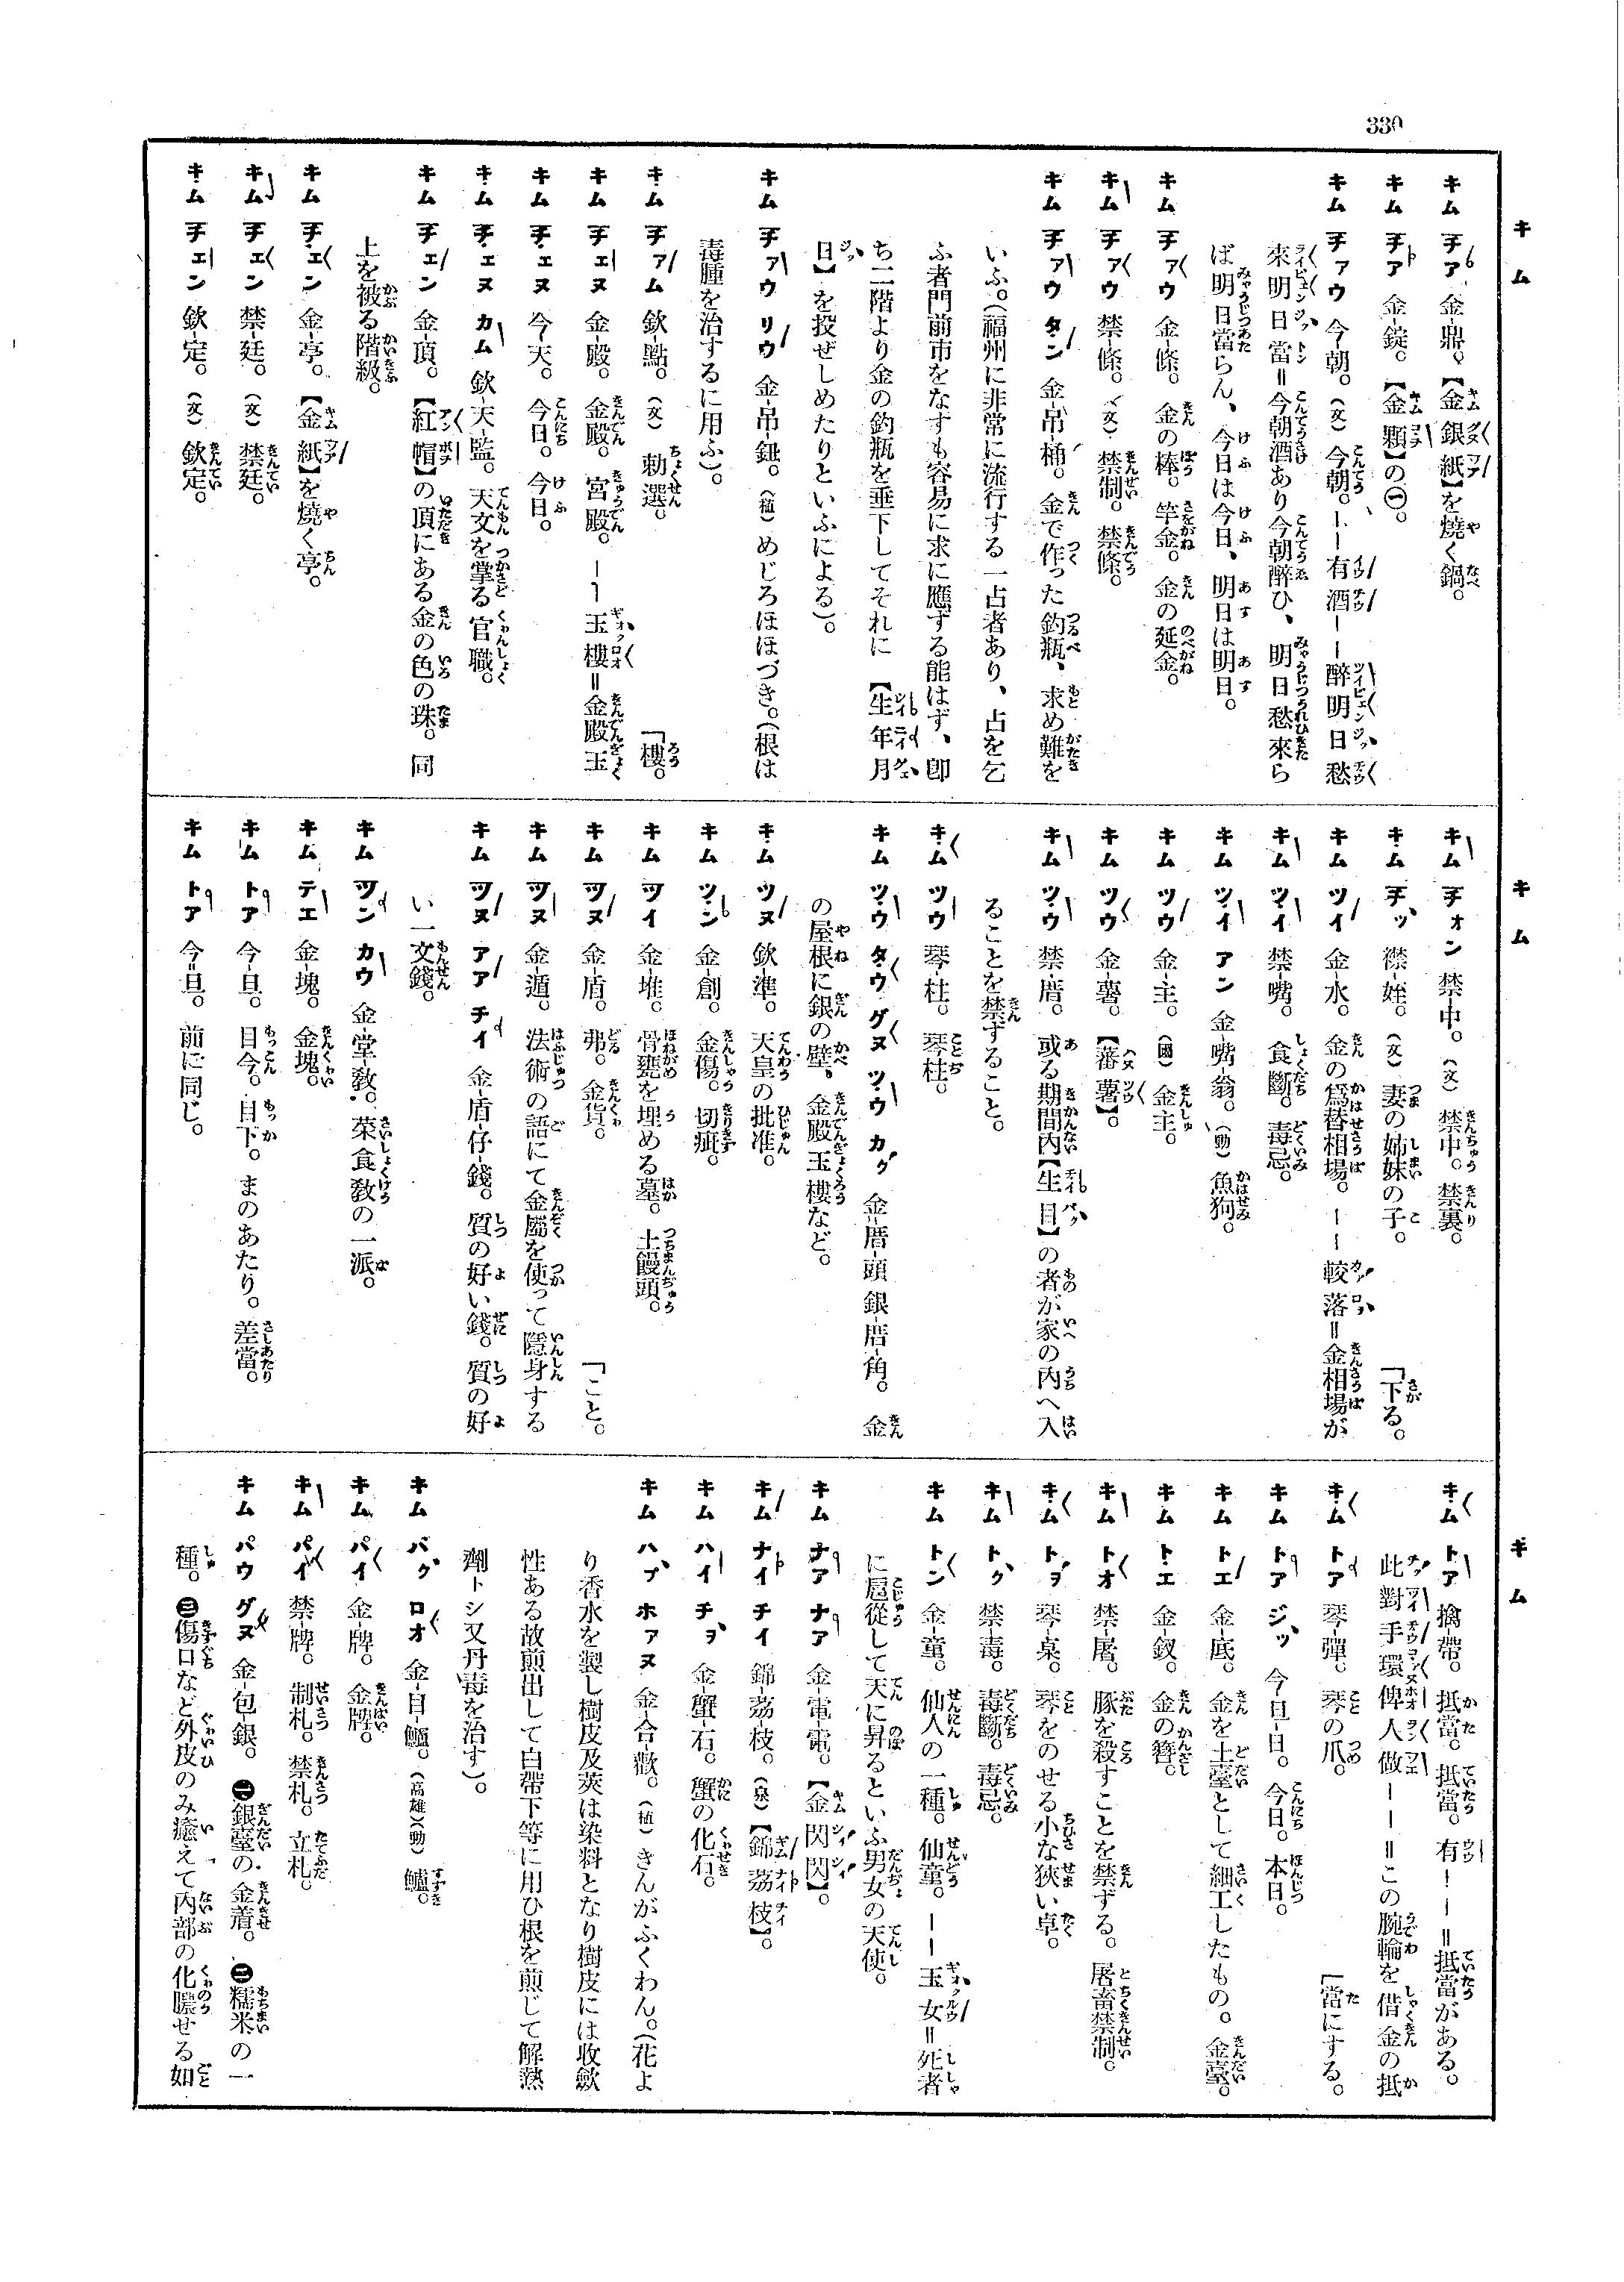 330
キム
キム チァ 金-鼎。【金銀紙】を燒く鍋。
キム チァ 金-錠。【金顆】の㊀。
キム チァウ 今-朝。(文)今朝。——有酒——醉明日愁
來明日當=今朝酒あり今朝醉ひ、明日愁來ら
ば明日當らん、今日は今日、明日は明日。
キム チァウ 金-條。金の棒。竿金。金の延金。
キム チァウ 禁-條。(文)禁制。禁條。
キム チァウ タン 金-吊-桶。金で作った釣瓶、求め難を
いふ。(福州に非常に流行する一占者あり、占を乞
ふ者門前市をなすも容易に求に應ずる能はず、卽
ち二階より金の釣瓶を垂下してそれに【生年月
日】を投ぜしめたりといふによる)。
キム チァウ リウ 金-吊-鈕。(植)めじろほほづき。(根は
毒腫を治するに用ふ)。
キム チァム 欽-點。(文)勅選。
「樓。
キム チェヌ 金-殿。金殿。宮殿。——玉樓=金殿玉
キム チェヌ 今-天。今日。今日。
キム チェヌ カム 欽-天-監。天文を掌る官職。
キム チェン 金-頂。【紅帽】の頂にある金の色の珠。同
上を被る階級。
キム チェン 金-亭。【金紙】を燒く亭。
キム チェン 禁-廷。(文)禁廷。
キム チェン 欽-定。(文)欽定。
キム
キム チォン 禁-中。(文)禁中。禁裏。
キム チッ 襟-姪。(文)妻の姉妹の子。
「下る。
キム ツイ 金-水。金の爲替相場。——較落=金相場が
キム ツイ 禁-嘴。食斷。毒忌。
キム ツイ アン 金-嘴-翁。(動)魚狗。
キム ツウ 金-主。(國)金主。
キム ツウ 金-薯。【蕃薯】。
キム ツウ 禁-厝。或る期間内【生目】の者が家の内へ入
ることを禁ずること。
キム ツウ 琴-柱。琴柱。
キム ツウ タウ グヌ ツウ カク 金-厝-頭 銀-厝-角。金
の屋根に銀の壁、金殿玉樓など。
キム ツヌ 欽-準。天皇の批准。
キム ツン 金-創。金傷。切疵。
キム ツイ 金-堆。骨甕を埋める墓。土饅頭。
キム ツヌ 金-盾。弗。金貨。
「こと。
キム ツヌ 金-遁。法術の語にて金屬を使って隱身する
キム ツヌ アア チイ 金-盾-仔-錢。質の好い錢。質の好
い一文錢。
キム ツン カウ 金-堂-敎。菜食敎の一派。
キム テエ 金-塊。金塊。
キム トア 今-旦。目今。目下。まのあたり。差當。
キム トア 今=旦。前に同じ。
キム
キム トア 擒-帶。抵當。抵當。有——=抵當がある。
此對手環俾人做——=この腕輪を借金の抵
「當にする。
キム トア 琴-彈。琴の爪。
キム トア ジッ 今-旦-日。今日。本日。
キム トエ 金-底。金を土臺として細工したもの。金臺。
キム トエ 金-釵。金の簪。
キム トオ 禁-屠。豚を殺すことを禁ずる。屠畜禁制。
キム トヲ 琴-桌。琴をのせる小な狹い卓。
キム トク 禁-毒。毒斷。毒忌。
キム トン 金-童。仙人の一種。仙童。——玉女=死者
に扈從して天に昇るといふ男女の天使。
キム ナア ナア 金-電-電。【金閃閃】。
キム ナイ チイ 錦-茘-枝。(泉)【錦茘枝】。
キム ハイ チヲ 金-蟹-石。蟹の化石。
キム ハプ ホァヌ 金-合-歡。(植)きんがふくわん。(花よ
り香水を製し樹皮及莢は染料となり樹皮には收歛
性ある故煎出して白帶下等に用ひ根を煎じて解熱
劑トシ又丹毒を治す)。
キム バク ロオ 金-目-鱸。(高雄)(動)鱸。
キム パイ 金-牌。金牌。
キム パイ 禁-牌。制札。禁札。立札。
キム パウ グヌ 金-包-銀。㊀銀臺の金着。㊁糯米の一
種。㊂傷口など外皮のみ癒えて内部の化膿せる如